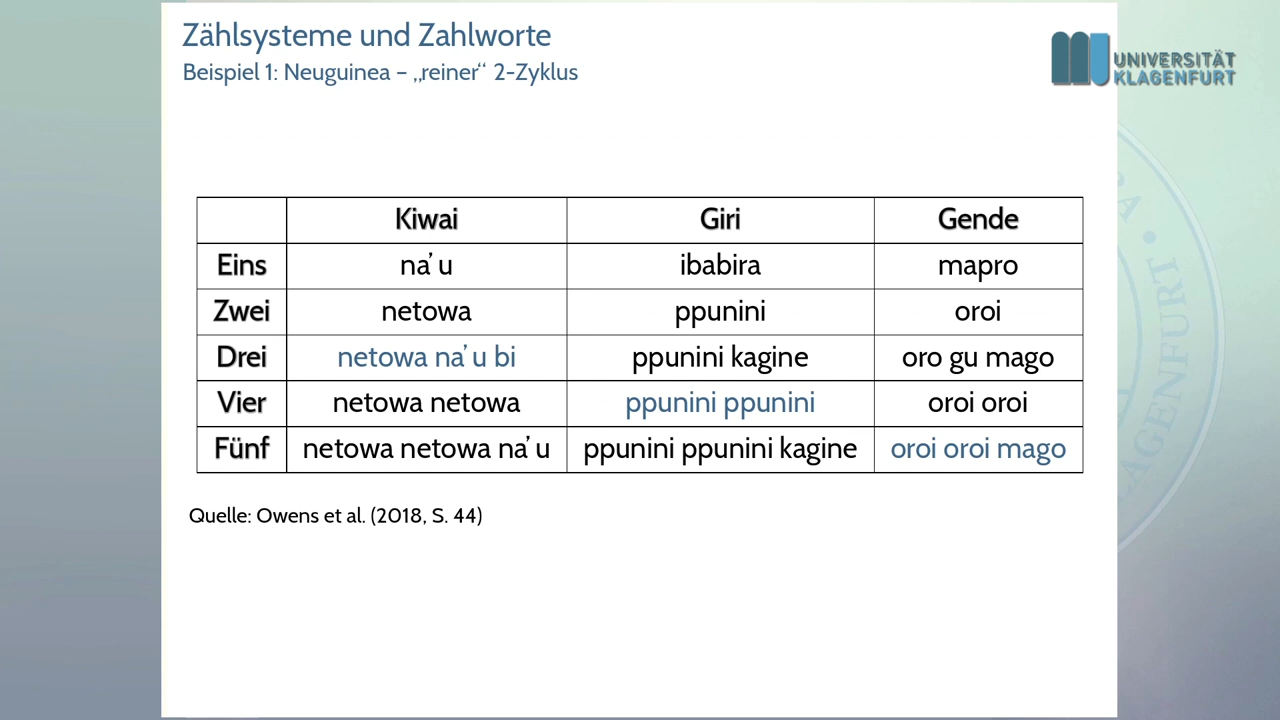 Zählsysteme und Zahlworte
Beispiel 1: Neuguinea – „reiner“ 2-Zyklus
UNIVERSITÄT
KLAGENFURT
Kiwai Giri Gende
Eins na’u ibabira mapro
Zwei netowa ppunini oroi
Drei netowa na’u bi ppunini kagine oro gu mago
Vier netowa netowa ppunini ppunini oroi oroi
Fünf netowa netowa na’u ppunini ppunini kagine oroi oroi mago
Quelle: Owens et al. (2018, S. 44)